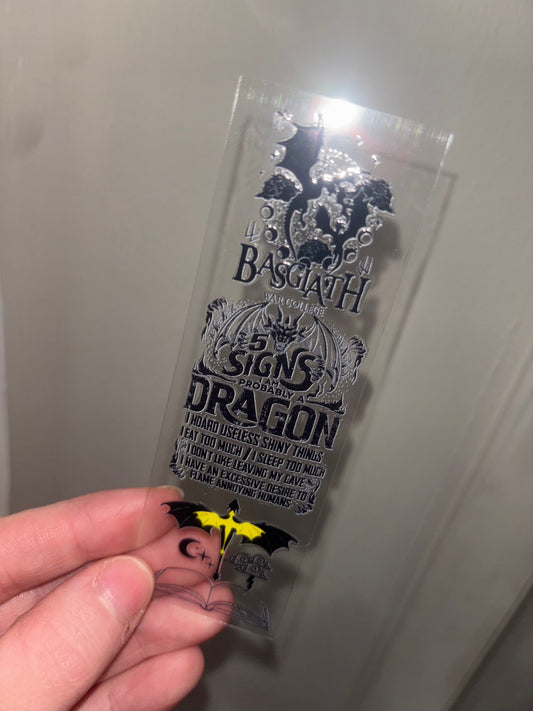 BASGIATH
WAR COLLEGE
5
SIGNS
I AM
PROBABLY A
DRAGON
I HOARD USELESS SHINY THINGS
I EAT TOO MUCH / I SLEEP TOO MUCH
I DON'T LIKE LEAVING MY CAVE
I HAVE AN EXCESSIVE DESIRE TO
FLAME ANNOYING HUMANS